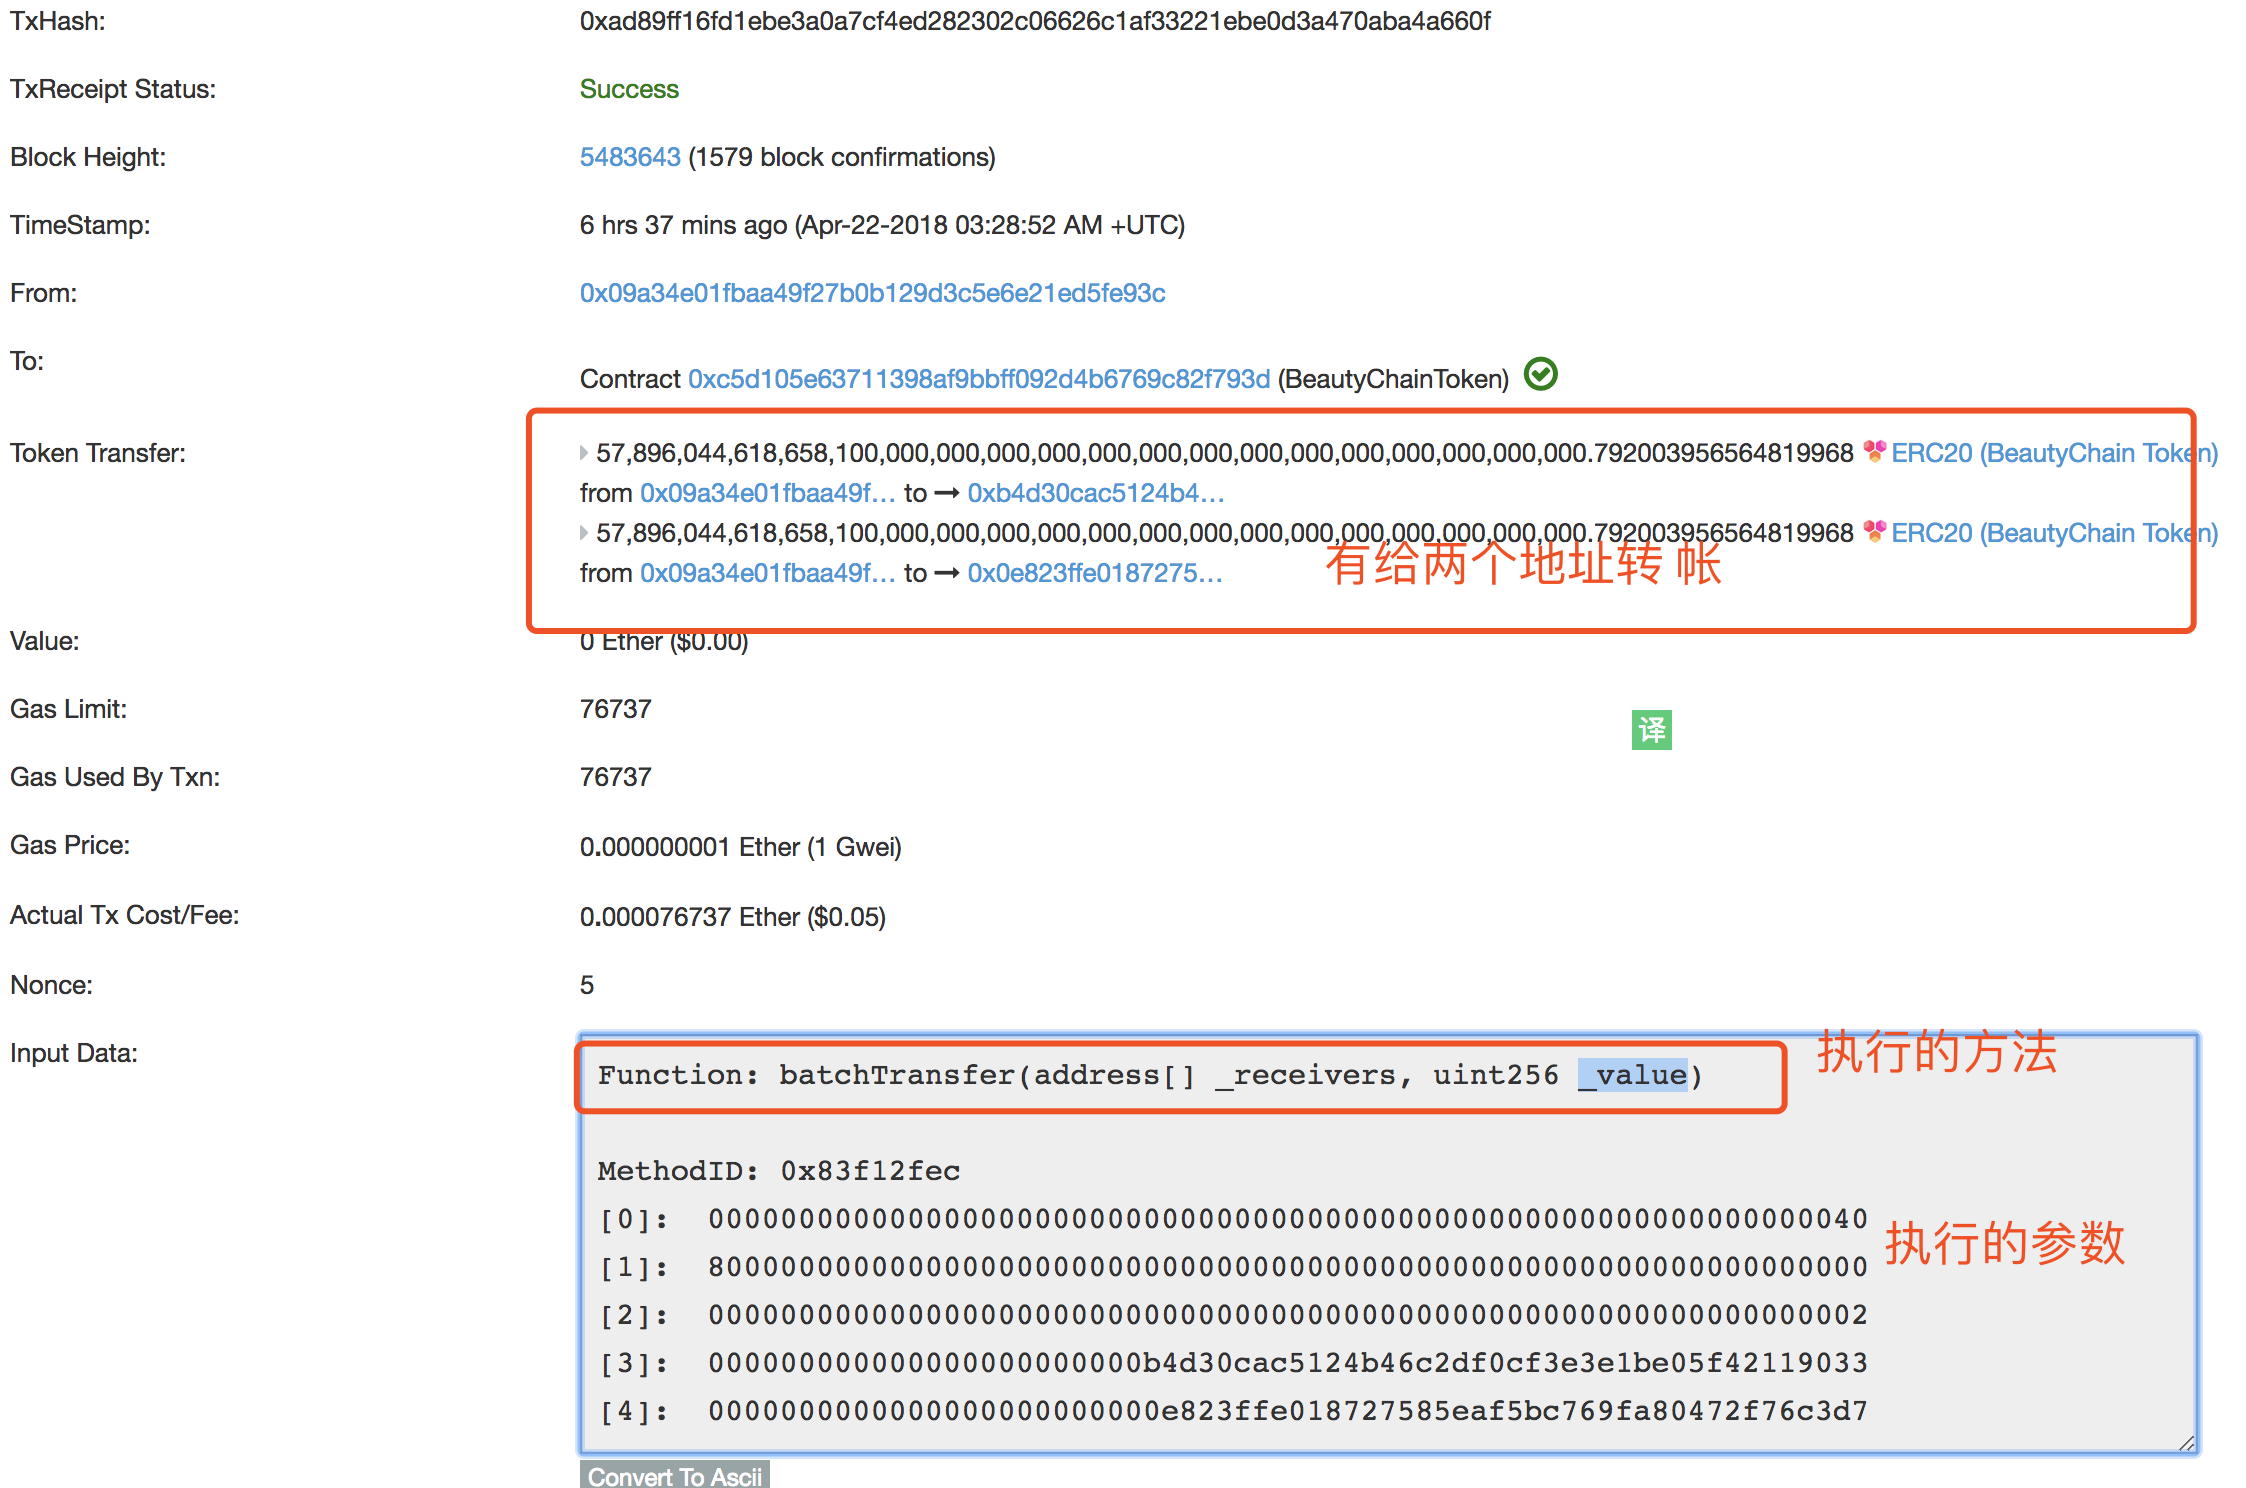 TxHash: 0xad89ff16fd1ebe3a0a7cf4ed282302c06626c1af33221ebe0d3a470aba4a660f
TxReceipt Status: Success
Block Height: 5483643 (1579 block confirmations)
TimeStamp: 6 hrs 37 mins ago (Apr-22-2018 03:28:52 AM +UTC)
From: 0x09a34e01fbaa49f27b0b129d3c5e6e21ed5fe93c
To: Contract 0xc5d105e63711398af9bbff092d4b6769c82f793d (BeautyChainToken)
Token Transfer: 57,896,044,618,658,100,000,000,000,000,000,000,000,000,000,000,000,000,000,000.792003956564819968 ERC20 (BeautyChain Token)
from 0x09a34e01fbaa49f... to → 0xb4d30cac5124b4...
57,896,044,618,658,100,000,000,000,000,000,000,000,000,000,000,000,000,000,000.792003956564819968 ERC20 (BeautyChain Token)
from 0x09a34e01fbaa49f... to → 0x0e823ffe0187275...
有给两个地址转 帐
Value: 0 Ether ($0.00)
Gas Limit: 76737
译
Gas Used By Txn: 76737
Gas Price: 0.000000001 Ether (1 Gwei)
Actual Tx Cost/Fee: 0.000076737 Ether ($0.05)
Nonce: 5
Input Data:
Function: batchTransfer(address[] _receivers, uint256 _value)
执行的方法
MethodID: 0x83f12fec
[0]: 0000000000000000000000000000000000000000000000000000000000000040
[1]: 8000000000000000000000000000000000000000000000000000000000000000
执行的参数
[2]: 0000000000000000000000000000000000000000000000000000000000000002
[3]: 000000000000000000000000b4d30cac5124b46c2df0cf3e3e1be05f42119033
[4]: 0000000000000000000000000e823ffe018727585eaf5bc769fa80472f76c3d7
Convert To Ascii